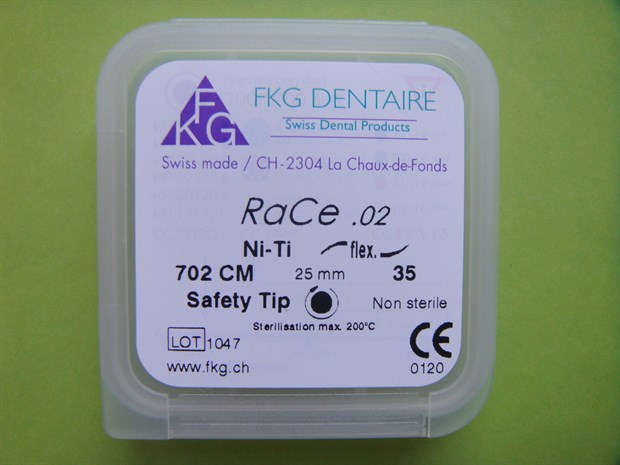 FKG
FKG DENTAIRE
Swiss Dental Products
Swiss made / CH-2304 La Chaux-de-Fonds
RaCe .02
Ni-Ti flex.
702 CM 25 mm 35
Safety Tip Non sterile
Sterilisation max. 200°C
LOT 1047 CE
www.fkg.ch 0120